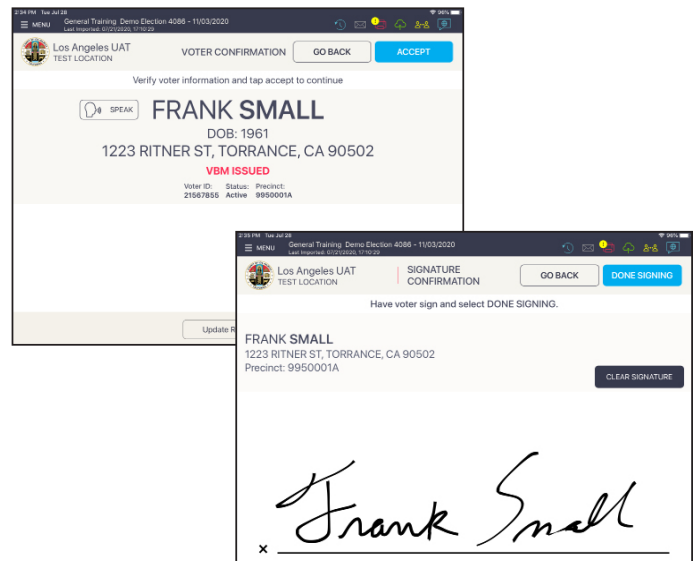 2:34 PM Tue Jul 28
96%
MENU
General Training Demo Election 4086 - 11/03/2020
Last Imported: 07/21/2020, 17:10:29
Los Angeles UAT
TEST LOCATION
VOTER CONFIRMATION
GO BACK
ACCEPT
Verify voter information and tap accept to continue
SPEAK
FRANK SMALL
DOB: 1961
1223 RITNER ST, TORRANCE, CA 90502
VBM ISSUED
Voter ID: Status: Precinct:
21567855 Active 9950001A
Update R
2:35 PM Tue Jul 28
96%
MENU
General Training Demo Election 4086 - 11/03/2020
Last Imported: 07/21/2020, 17:10:29
Los Angeles UAT
TEST LOCATION
SIGNATURE
CONFIRMATION
GO BACK
DONE SIGNING
Have voter sign and select DONE SIGNING.
FRANK SMALL
1223 RITNER ST, TORRANCE, CA 90502
Precinct: 9950001A
CLEAR SIGNATURE
Frank Small
×